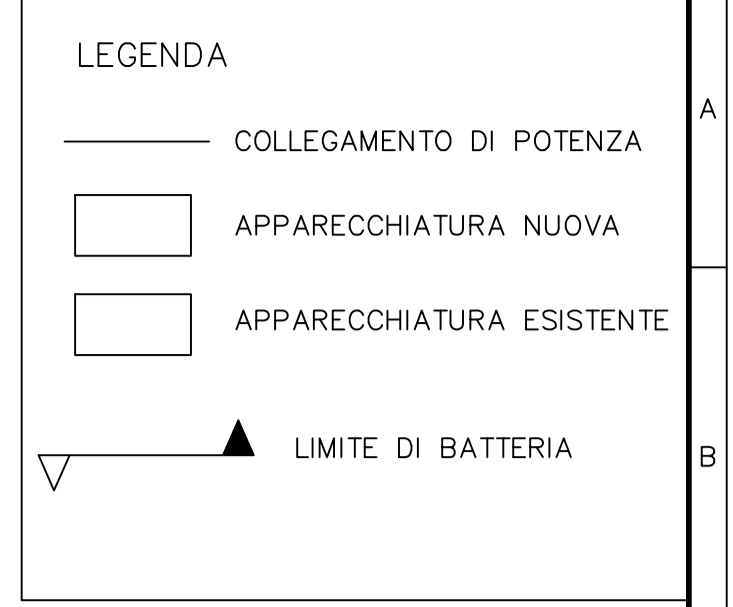 LEGENDA
A
COLLEGAMENTO DI POTENZA
APPARECCHIATURA NUOVA
APPARECCHIATURA ESISTENTE
LIMITE DI BATTERIA
B